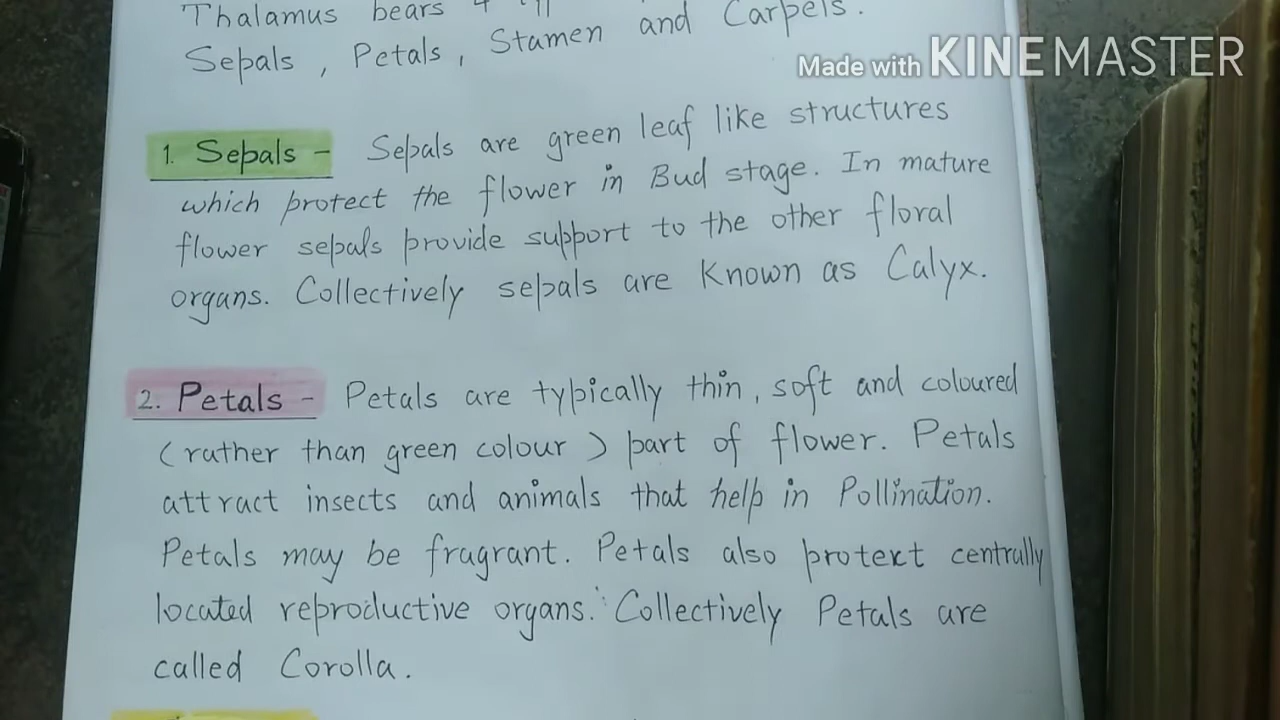 Thalamus bears 4
Sepals, Petals, Stamen and Carpels.
Made with KINEMASTER
1. Sepals - Sepals are green leaf like structures
which protect the flower in Bud stage. In mature
flower sepals provide support to the other floral
organs. Collectively sepals are Known as Calyx.
2. Petals - Petals are typically thin, soft and coloured
(rather than green colour) part of flower. Petals
attract insects and animals that help in Pollination.
Petals may be fragrant. Petals also protect centrally
located reproductive organs. Collectively Petals are
called Corolla.